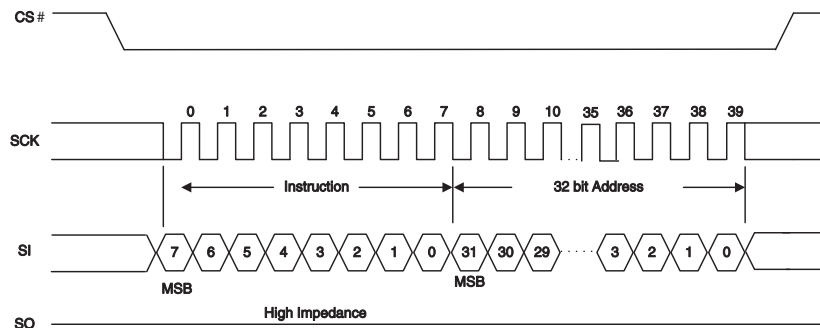 CS #
0 1 2 3 4 5 6 7 8 9 10 35 36 37 38 39
SCK
Instruction 32 bit Address
SI 7 6 5 4 3 2 1 0 31 30 29 3 2 1 0
MSB MSB
High Impedance
SO